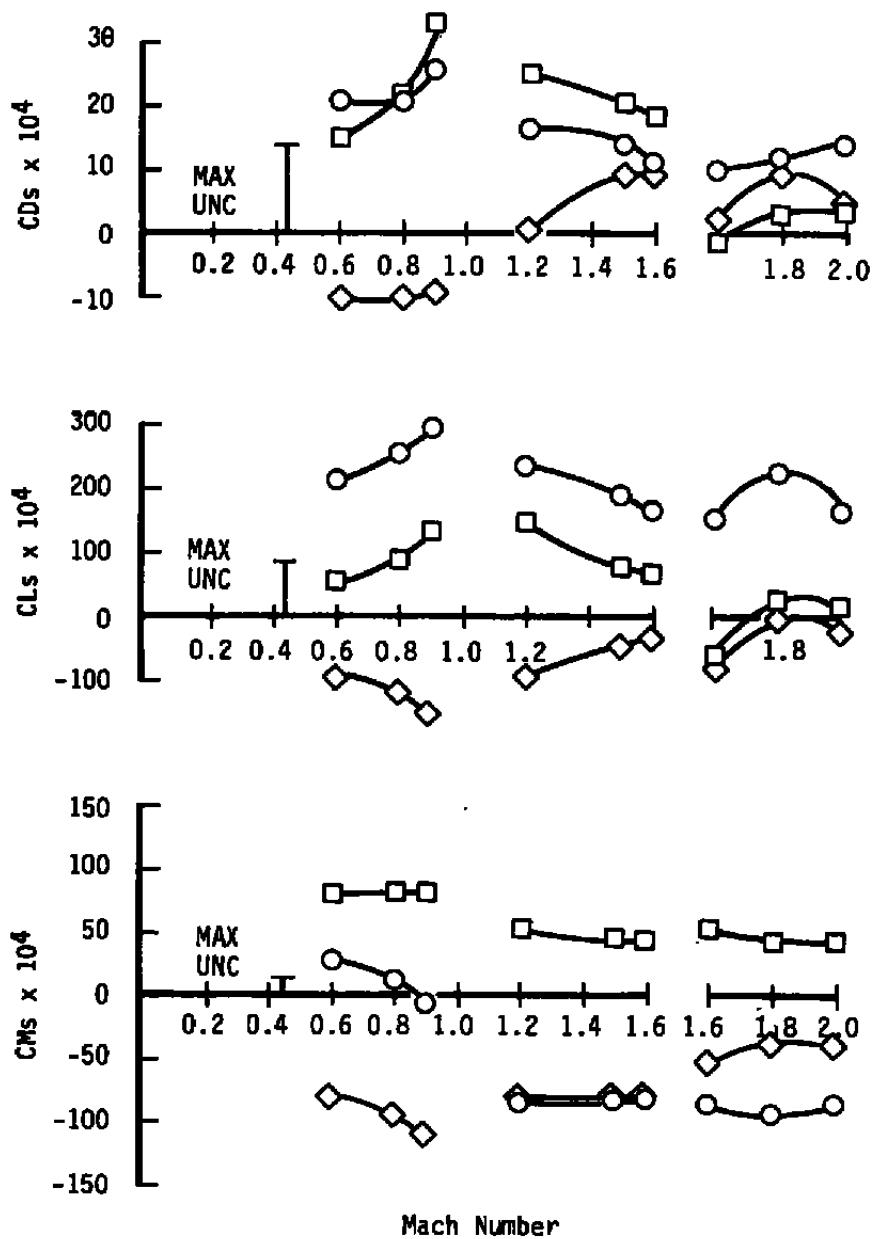 30
20
10
0
-10
CDs x 10⁴
MAX
UNC
0.2 0.4 0.6 0.8 1.0 1.2 1.4 1.6 1.8 2.0
300
200
100
0
-100
CLs x 10⁴
MAX
UNC
0.2 0.4 0.6 0.8 1.0 1.2 1.8
150
100
50
0
-50
-100
-150
CMs x 10⁴
MAX
UNC
0.2 0.4 0.6 0.8 1.0 1.2 1.4 1.6 1.6 1.8 2.0
Mach Number